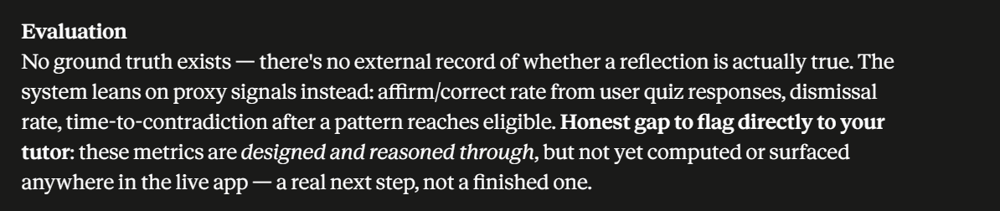 Evaluation
No ground truth exists — there's no external record of whether a reflection is actually true. The
system leans on proxy signals instead: affirm/correct rate from user quiz responses, dismissal
rate, time-to-contradiction after a pattern reaches eligible. Honest gap to flag directly to your
tutor: these metrics are designed and reasoned through, but not yet computed or surfaced
anywhere in the live app — a real next step, not a finished one.